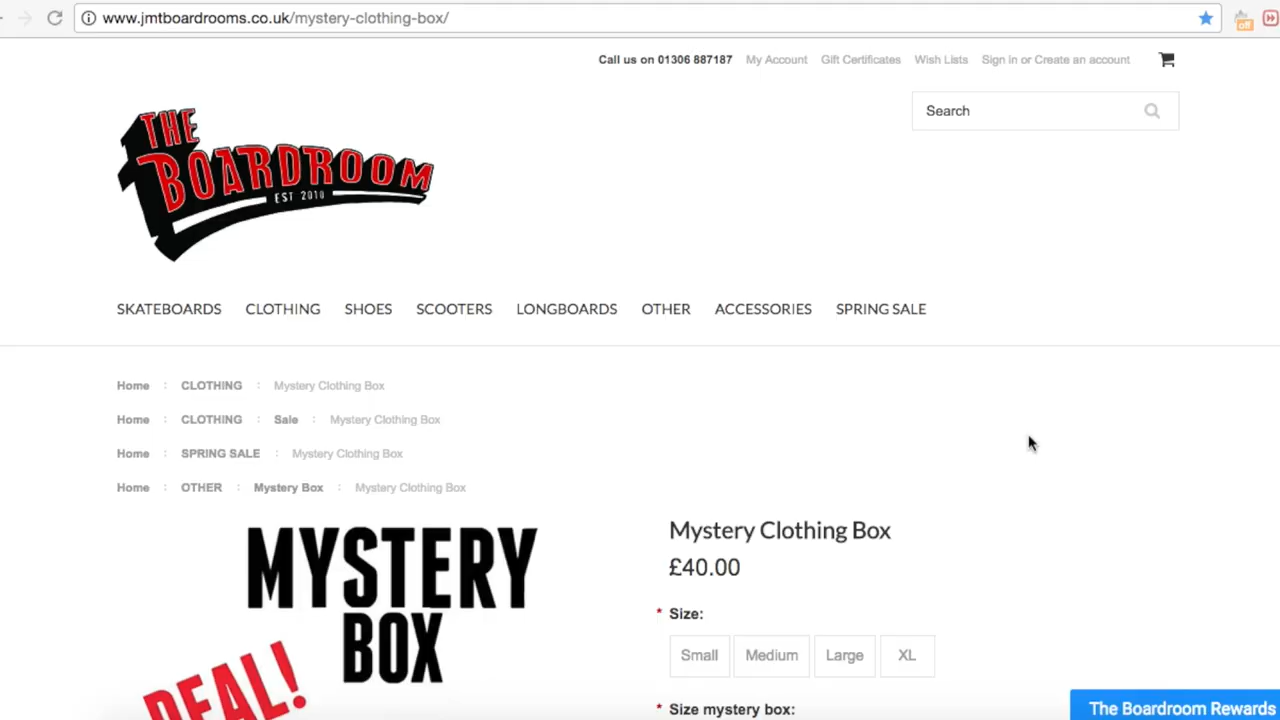 www.jmtboardrooms.co.uk/mystery-clothing-box/
off
Call us on 01306 887187 My Account Gift Certificates Wish Lists Sign in or Create an account
Search
THE
BOARDROOM
EST 2010
SKATEBOARDS CLOTHING SHOES SCOOTERS LONGBOARDS OTHER ACCESSORIES SPRING SALE
Home : CLOTHING : Mystery Clothing Box
Home : CLOTHING : Sale : Mystery Clothing Box
Home : SPRING SALE : Mystery Clothing Box
Home : OTHER : Mystery Box : Mystery Clothing Box
MYSTERY
BOX
DEAL!
Mystery Clothing Box
£40.00
* Size:
Small Medium Large XL
* Size mystery box:
The Boardroom Rewards